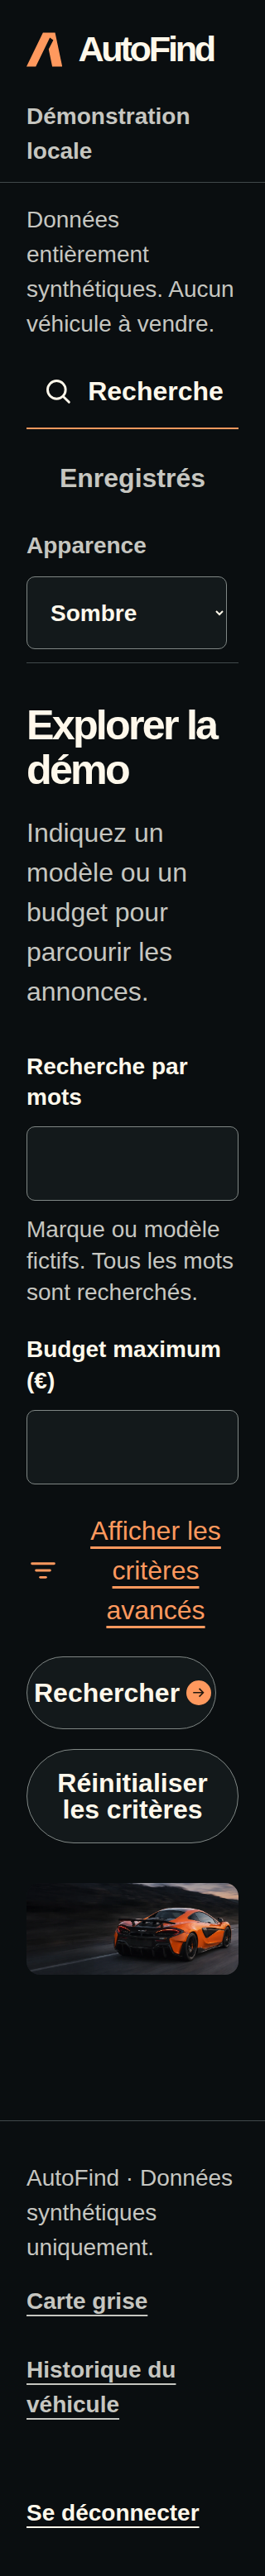 AutoFind
Démonstration
locale
Données
entièrement
synthétiques. Aucun
véhicule à vendre.
Recherche
Enregistrés
Apparence
Sombre
Explorer la
démo
Indiquez un
modèle ou un
budget pour
parcourir les
annonces.
Recherche par
mots
Marque ou modèle
fictifs. Tous les mots
sont recherchés.
Budget maximum
(€)
Afficher les
critères
avancés
Rechercher
Réinitialiser
les critères
AutoFind · Données
synthétiques
uniquement.
Carte grise
Historique du
véhicule
Se déconnecter